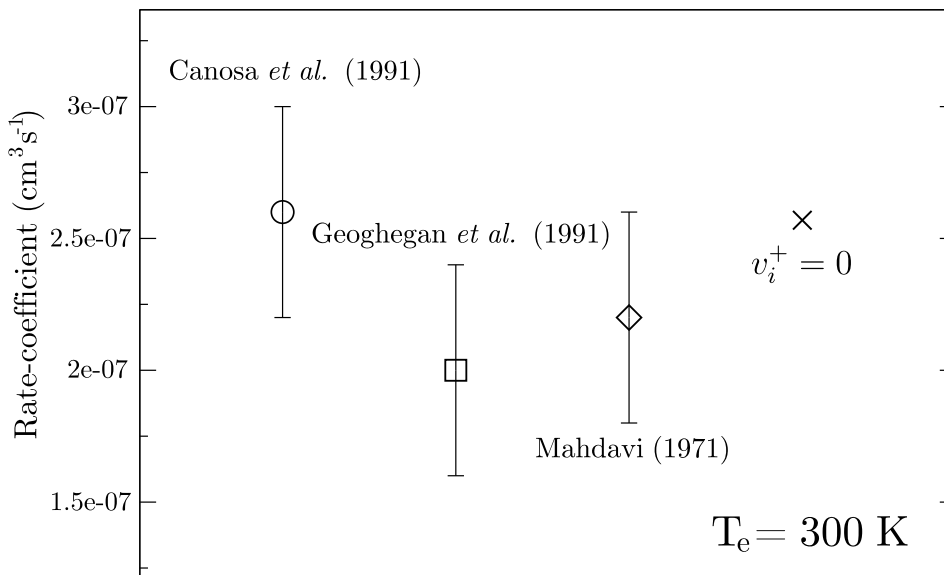 Canosa et al. (1991)
3e-07
Geoghegan et al. (1991)
2.5e-07
v_i^+ = 0
2e-07
Mahdavi (1971)
1.5e-07
T_e = 300 K
Rate-coefficient (cm^3 s^-1)